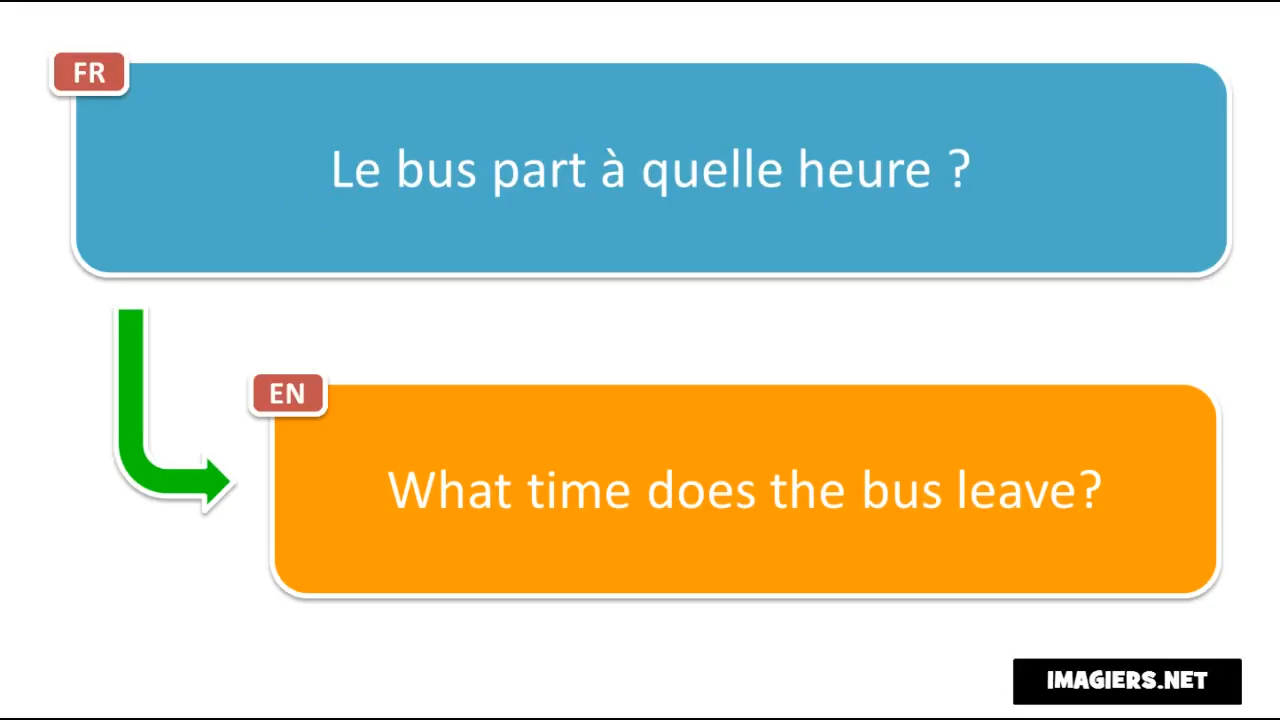 FR
Le bus part à quelle heure ?
EN
What time does the bus leave?
IMAGIERS.NET